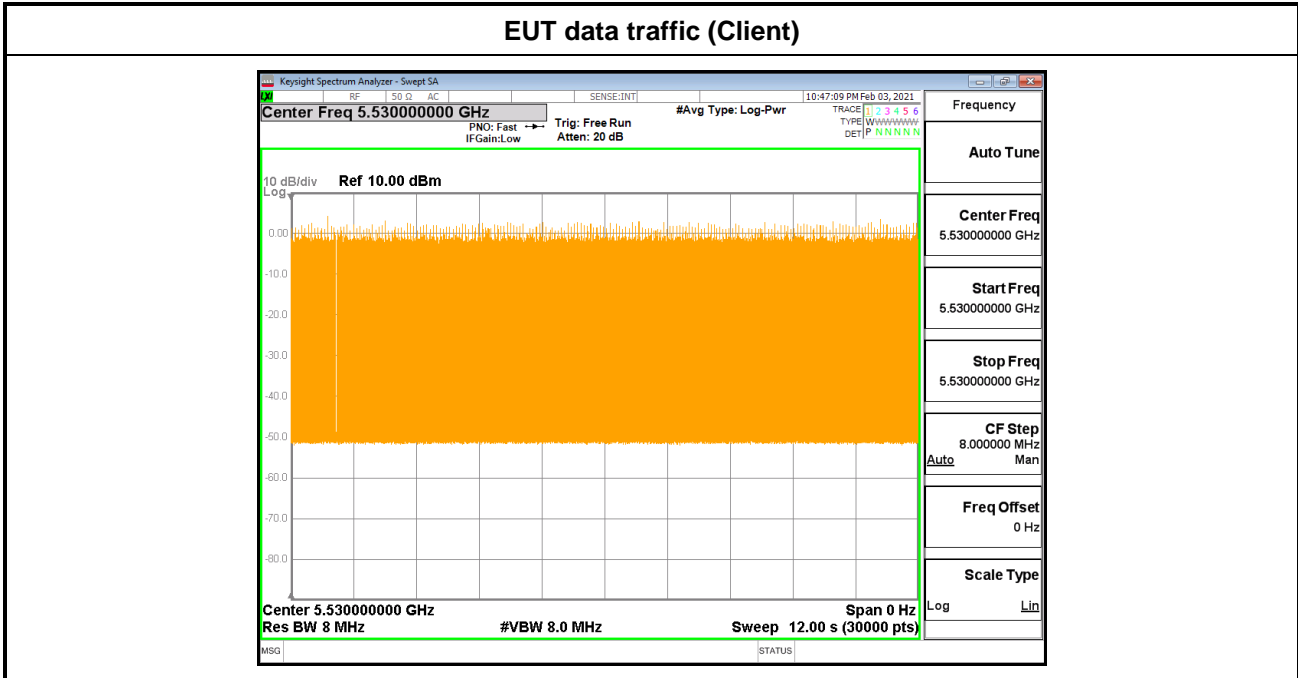 EUT data traffic (Client)
Keysight Spectrum Analyzer - Swept SA
LXI RF 50 Ω AC SENSE:INT 10:47:09 PM Feb 03, 2021
Center Freq 5.530000000 GHz #Avg Type: Log-Pwr TRACE 1 2 3 4 5 6
PNO: Fast Trig: Free Run TYPE WWWWWW
IFGain:Low Atten: 20 dB DET P N N N N N
Frequency
Auto Tune
10 dB/div Ref 10.00 dBm
Log
0.00
-10.0
-20.0
-30.0
-40.0
-50.0
-60.0
-70.0
-80.0
Center Freq
5.530000000 GHz
Start Freq
5.530000000 GHz
Stop Freq
5.530000000 GHz
CF Step
8.000000 MHz
Auto Man
Freq Offset
0 Hz
Scale Type
Log Lin
Center 5.530000000 GHz Span 0 Hz
Res BW 8 MHz #VBW 8.0 MHz Sweep 12.00 s (30000 pts)
MSG STATUS